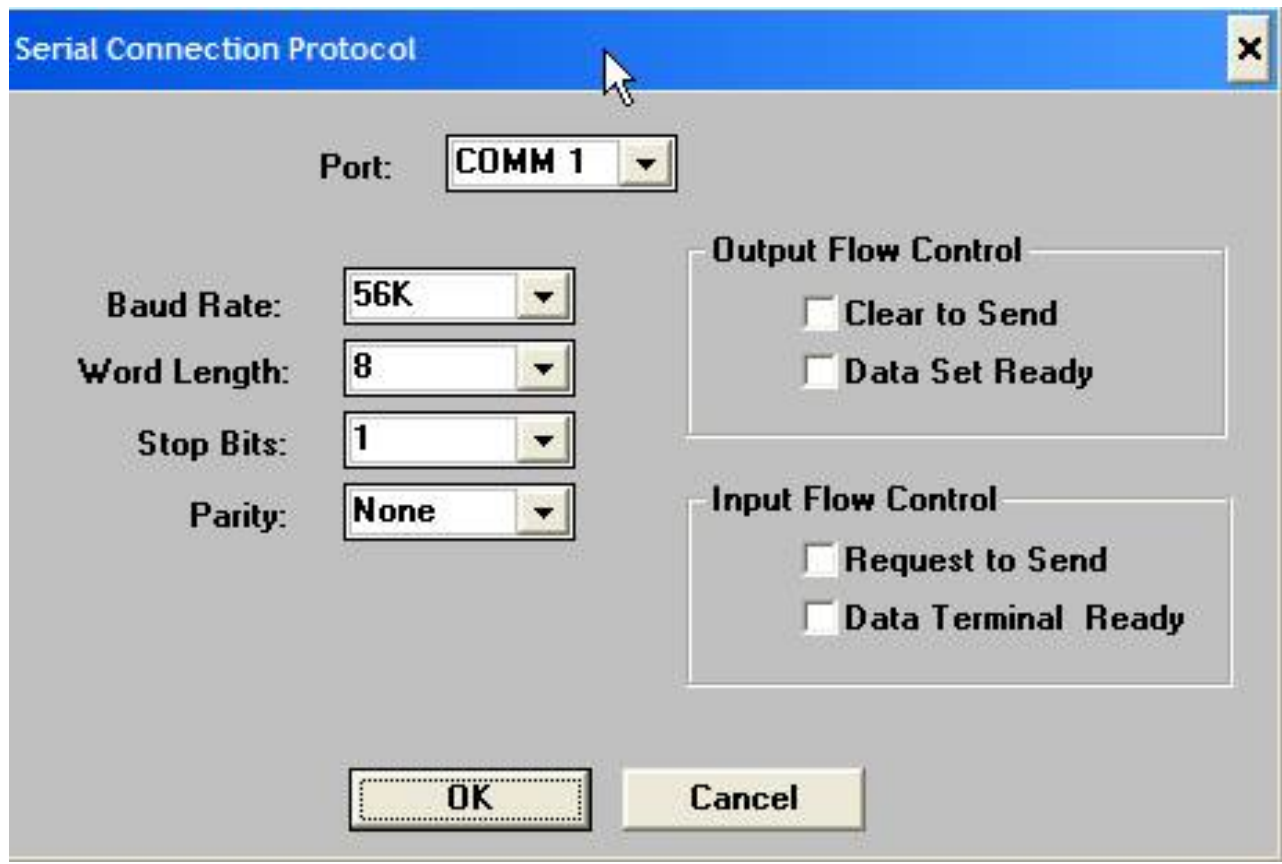 Serial Connection Protocol
Port: COMM 1
Baud Rate: 56K
Word Length: 8
Stop Bits: 1
Parity: None
Output Flow Control
Clear to Send
Data Set Ready
Input Flow Control
Request to Send
Data Terminal Ready
OK Cancel